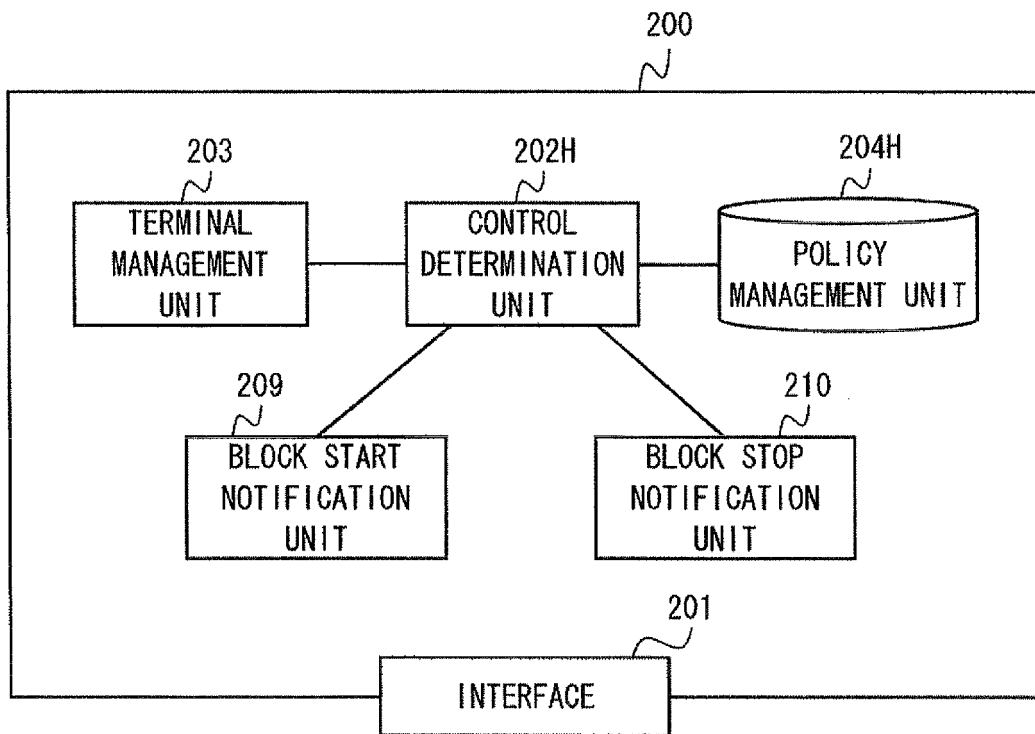 200
203
202H
204H
TERMINAL
MANAGEMENT
UNIT
CONTROL
DETERMINATION
UNIT
POLICY
MANAGEMENT UNIT
209
210
BLOCK START
NOTIFICATION
UNIT
BLOCK STOP
NOTIFICATION
UNIT
201
INTERFACE